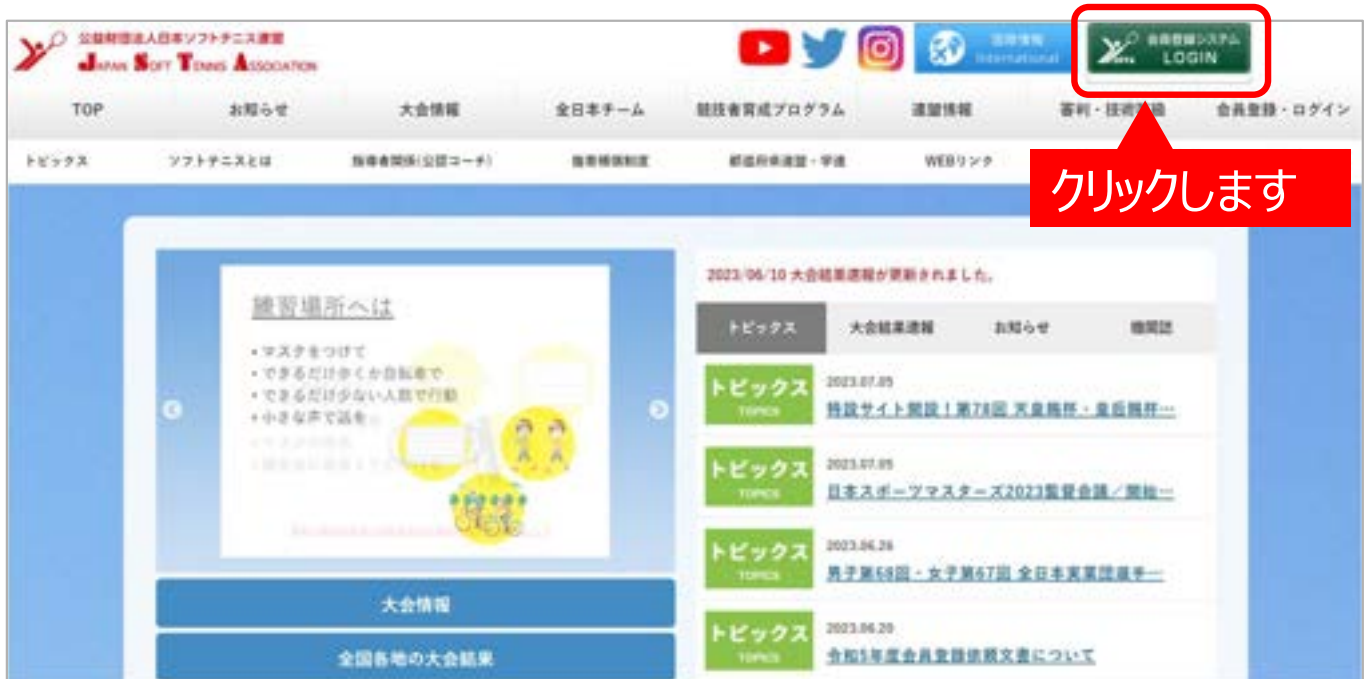 公益財団法人日本ソフトテニス連盟
JAPAN SOFT TENNIS ASSOCIATION
国際情報
International
会員登録システム
LOGIN
TOP お知らせ 大会情報 全日本チーム 競技者育成プログラム 連盟情報 審判・技術 会員登録・ログイン
トピックス ソフトテニスとは 指導者関係(公認コーチ) 都道府県連盟・学連 WEBリンク
クリックします
2023/06/10 大会結果速報が更新されました。
練習場所へは
・マスクをつけて
・できるだけ歩くか自転車で
・できるだけ少ない人数で行動
・小さな声で話を
トピックス 大会結果速報 お知らせ 機関誌
トピックス
TOPICS
2023.07.05
特設サイト開設!第78回 天皇賜杯・皇后賜杯…
トピックス
TOPICS
2023.07.05
日本スポーツマスターズ2023監督会議/開始…
トピックス
TOPICS
2023.06.26
男子第68回・女子第67回 全日本実業団選手…
トピックス
TOPICS
2023.06.20
令和5年度会員登録依頼文書について
大会情報
全国各地の大会結果